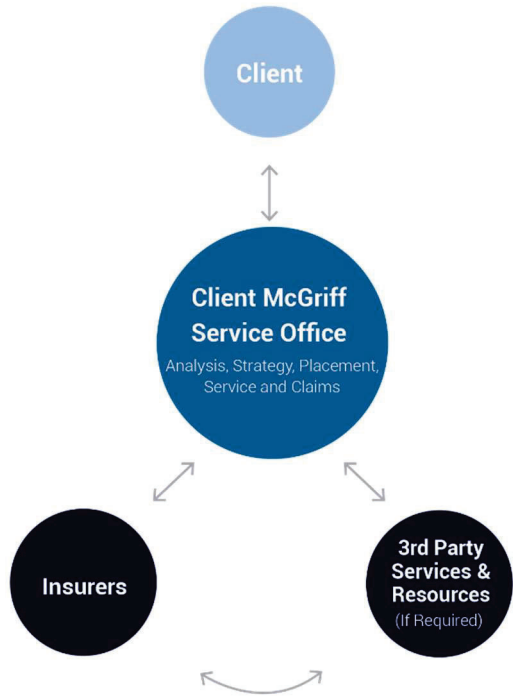 Client
Client McGriff
Service Office
Analysis, Strategy, Placement,
Service and Claims
Insurers
3rd Party
Services &
Resources
(If Required)